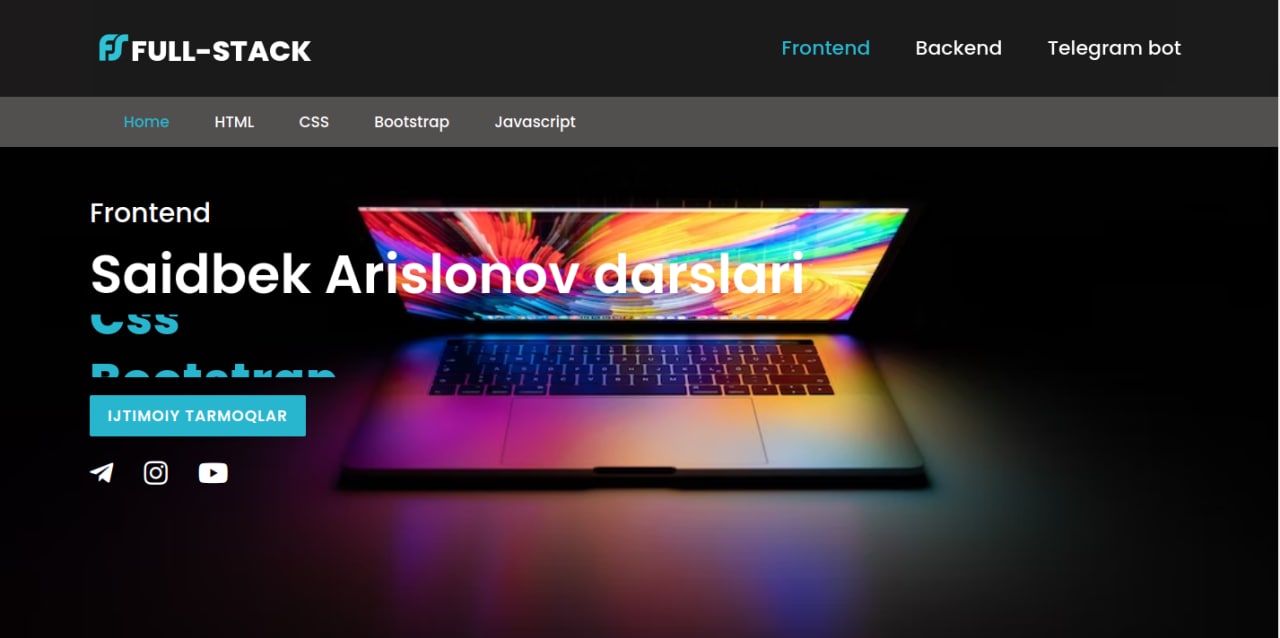 FULL-STACK
Frontend Backend Telegram bot
Home HTML CSS Bootstrap Javascript
Frontend
Saidbek Arislonov darslari
Css
Bootstrap
IJTIMOIY TARMOQLAR